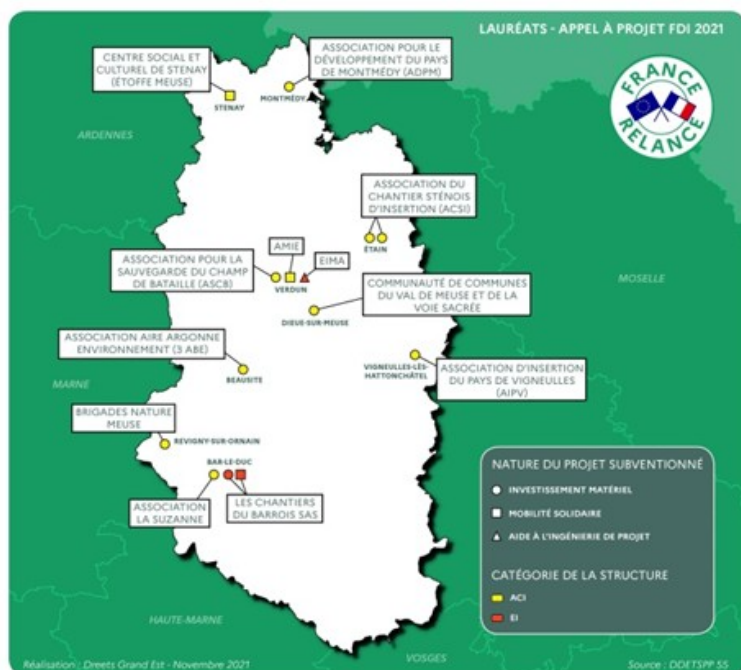 LAURÉATS - APPEL À PROJET FDI 2021
FRANCE
RELANCE
CENTRE SOCIAL ET
CULTUREL DE STENAY
(ÉTOFFE MEUSE)
ASSOCIATION POUR LE
DÉVELOPPEMENT DU PAYS
DE MONTMÉDY (ADPM)
STENAY
MONTMÉDY
ARDENNES
ASSOCIATION DU
CHANTIER STÉNOIS
D'INSERTION (ACSI)
ÉTAIN
AMIE
EIMA
ASSOCIATION POUR LA
SAUVEGARDE DU CHAMP
DE BATAILLE (ASCB)
VERDUN
MOSELLE
COMMUNAUTÉ DE COMMUNES
DU VAL DE MEUSE ET DE LA
VOIE SACRÉE
DIEUE-SUR-MEUSE
ASSOCIATION AIRE ARGONNE
ENVIRONNEMENT (3 ABE)
BEAUSITE
VIGNEULLES-LÈS-
HATTONCHÂTEL
ASSOCIATION D'INSERTION
DU PAYS DE VIGNEULLES
(AIPV)
MARNE
BRIGADES NATURE
MEUSE
REVIGNY-SUR-ORNAIN
BAR-LE-DUC
ASSOCIATION
LA SUZANNE
LES CHANTIERS
DU BARROIS SAS
NATURE DU PROJET SUBVENTIONNÉ
INVESTISSEMENT MATÉRIEL
MOBILITÉ SOLIDAIRE
AIDE À L'INGÉNIERIE DE PROJET
CATÉGORIE DE LA STRUCTURE
ACI
EI
HAUTE-MARNE
VOSGES
Réalisation : Dreets Grand Est - Novembre 2021
Source : DDETSPP 55